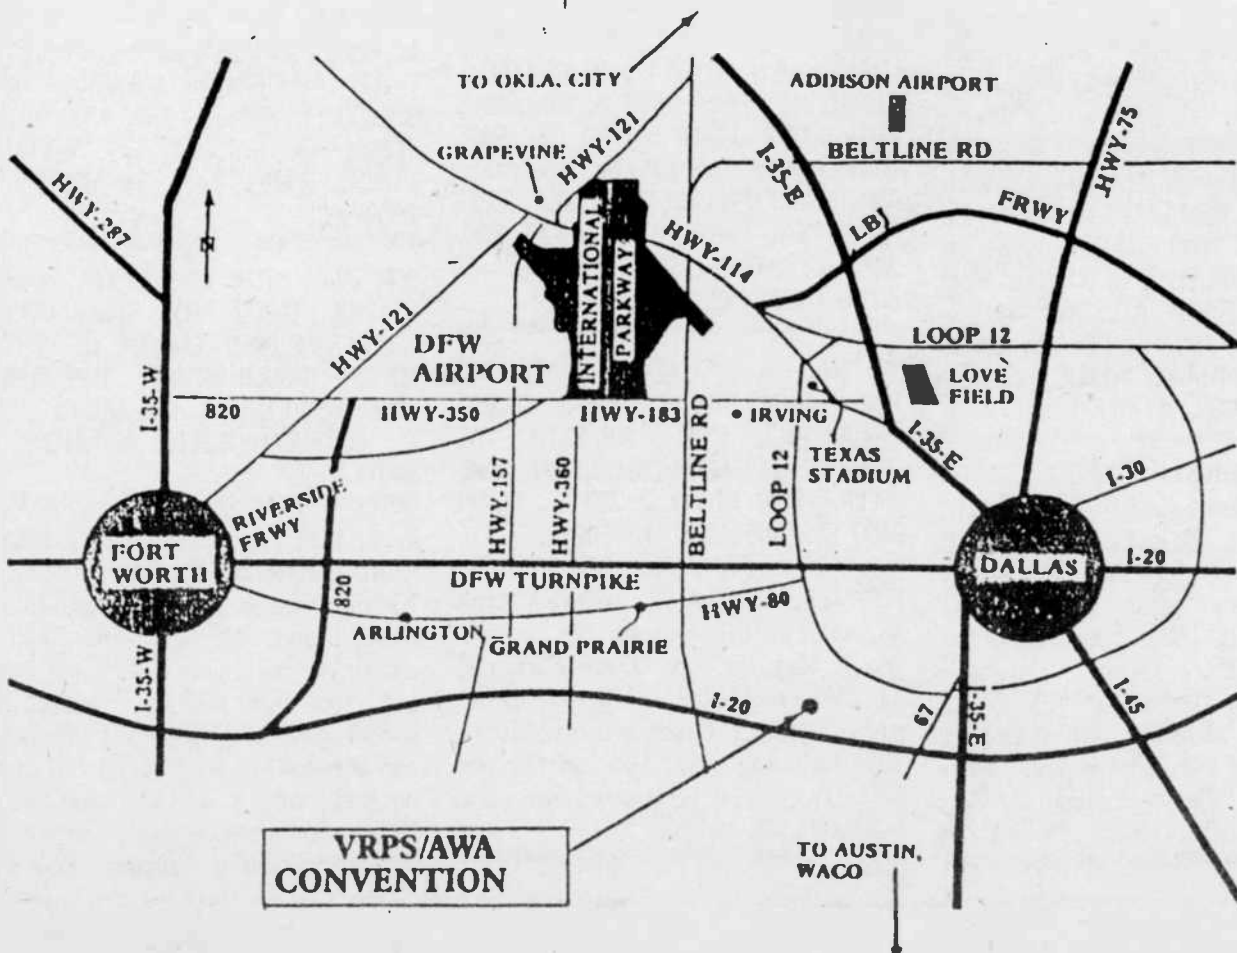 TO OKLA. CITY
ADDISON AIRPORT
HWY-75
HWY-121
GRAPEVINE
I-35-E
BELTLINE RD
HWY-287
N
LBJ
FRWY
HWY-114
INTERNATIONAL
PARKWAY
HWY-121
DFW
AIRPORT
LOOP 12
LOVE
FIELD
I-35-W
820
HWY-350
HWY-183
IRVING
BELTLINE RD
TEXAS
STADIUM
I-35-E
I-30
RIVERSIDE
FRWY
HWY-157
HWY-360
LOOP 12
FORT
WORTH
DFW TURNPIKE
DALLAS
I-20
820
HWY-80
ARLINGTON
GRAND PRAIRIE
I-35-W
I-20
67
I-35-E
I-45
VRPS/AWA
CONVENTION
TO AUSTIN,
WACO